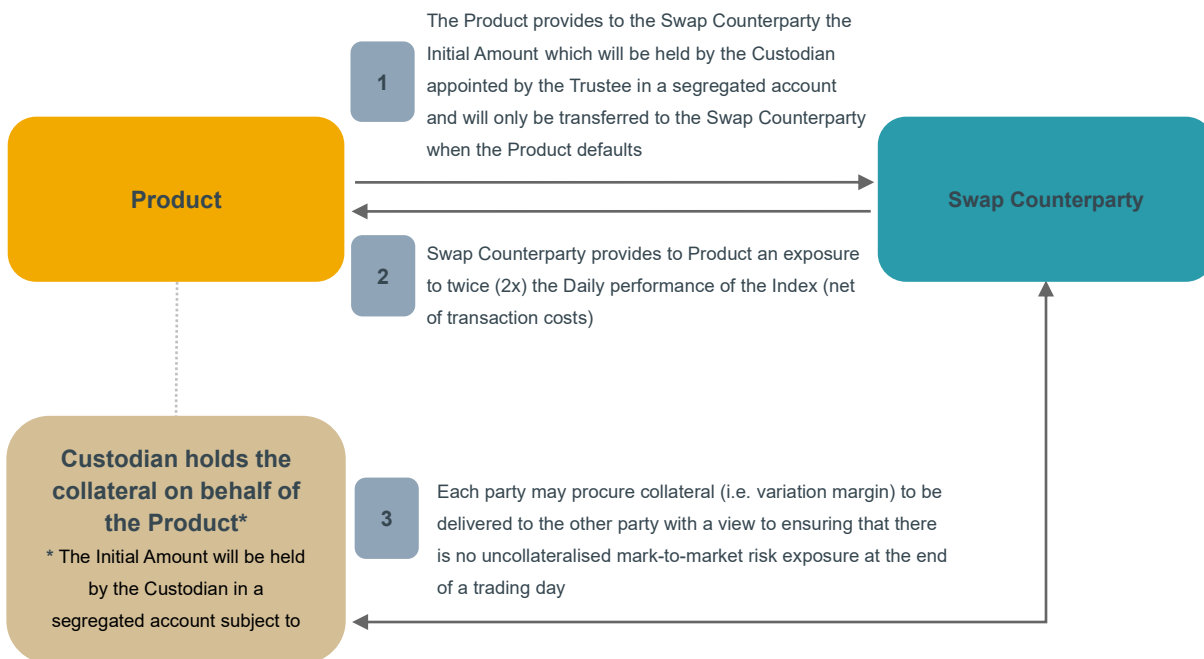 The Product provides to the Swap Counterparty the
Initial Amount which will be held by the Custodian
appointed by the Trustee in a segregated account
and will only be transferred to the Swap Counterparty
when the Product defaults
1
Product
Swap Counterparty
2
Swap Counterparty provides to Product an exposure
to twice (2x) the Daily performance of the Index (net
of transaction costs)
Custodian holds the
collateral on behalf of
the Product*
* The Initial Amount will be held
by the Custodian in a
segregated account subject to
3
Each party may procure collateral (i.e. variation margin) to be
delivered to the other party with a view to ensuring that there
is no uncollateralised mark-to-market risk exposure at the end
of a trading day